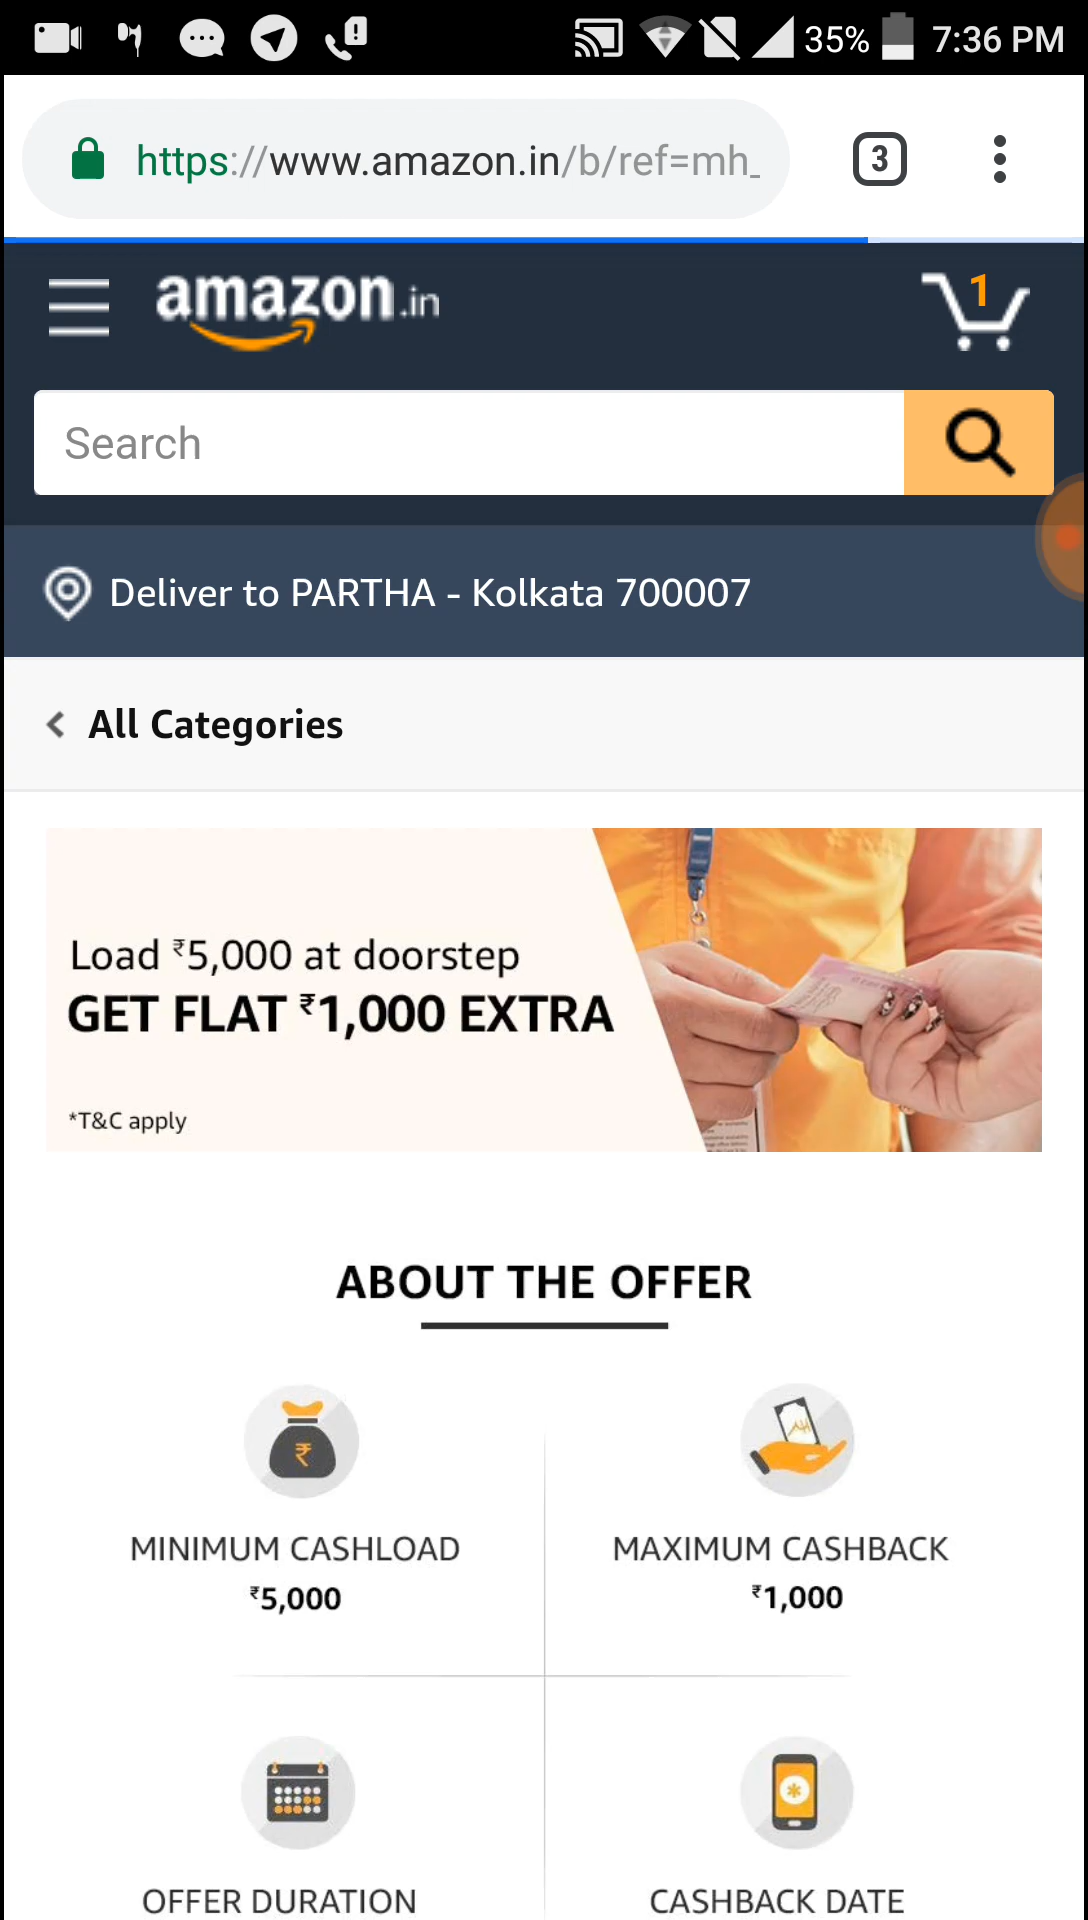 35% 7:36 PM
https://www.amazon.in/b/ref=mh_
3
amazon.in
1
Search
Deliver to PARTHA - Kolkata 700007
All Categories
Load ₹5,000 at doorstep
GET FLAT ₹1,000 EXTRA
*T&C apply
ABOUT THE OFFER
MINIMUM CASHLOAD
₹5,000
MAXIMUM CASHBACK
₹1,000
OFFER DURATION
CASHBACK DATE